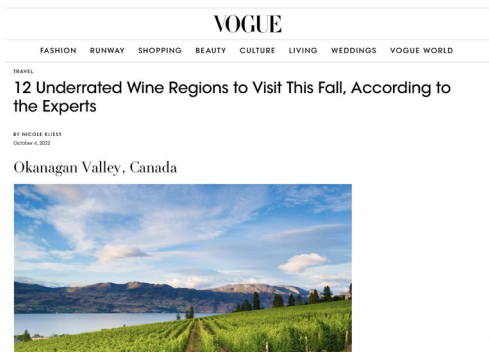 VOGUE
FASHION RUNWAY SHOPPING BEAUTY CULTURE LIVING WEDDINGS VOGUE WORLD
TRAVEL
12 Underrated Wine Regions to Visit This Fall, According to
the Experts
BY NICOLE KLIEST
October 4, 2022
Okanagan Valley, Canada